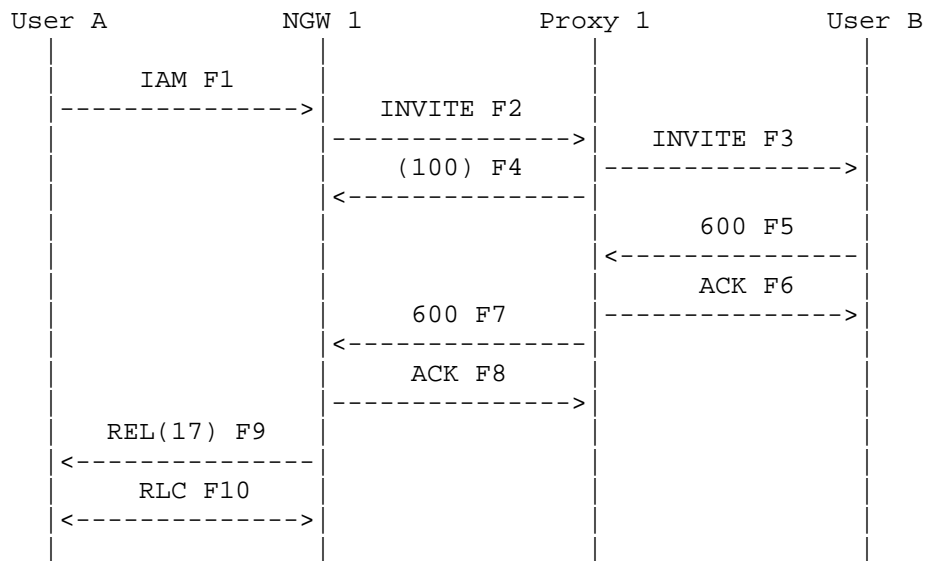 User A NGW 1 Proxy 1 User B
IAM F1
INVITE F2
INVITE F3
(100) F4
600 F5
ACK F6
600 F7
ACK F8
REL(17) F9
RLC F10